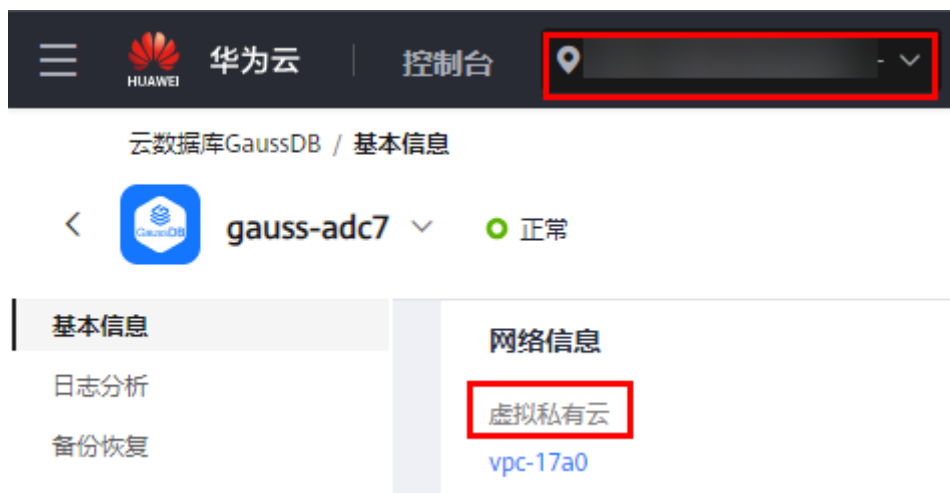 HUAWEI 华为云 控制台 -
云数据库GaussDB / 基本信息
GaussDB gauss-adc7 正常
基本信息
网络信息
日志分析
虚拟私有云
备份恢复
vpc-17a0